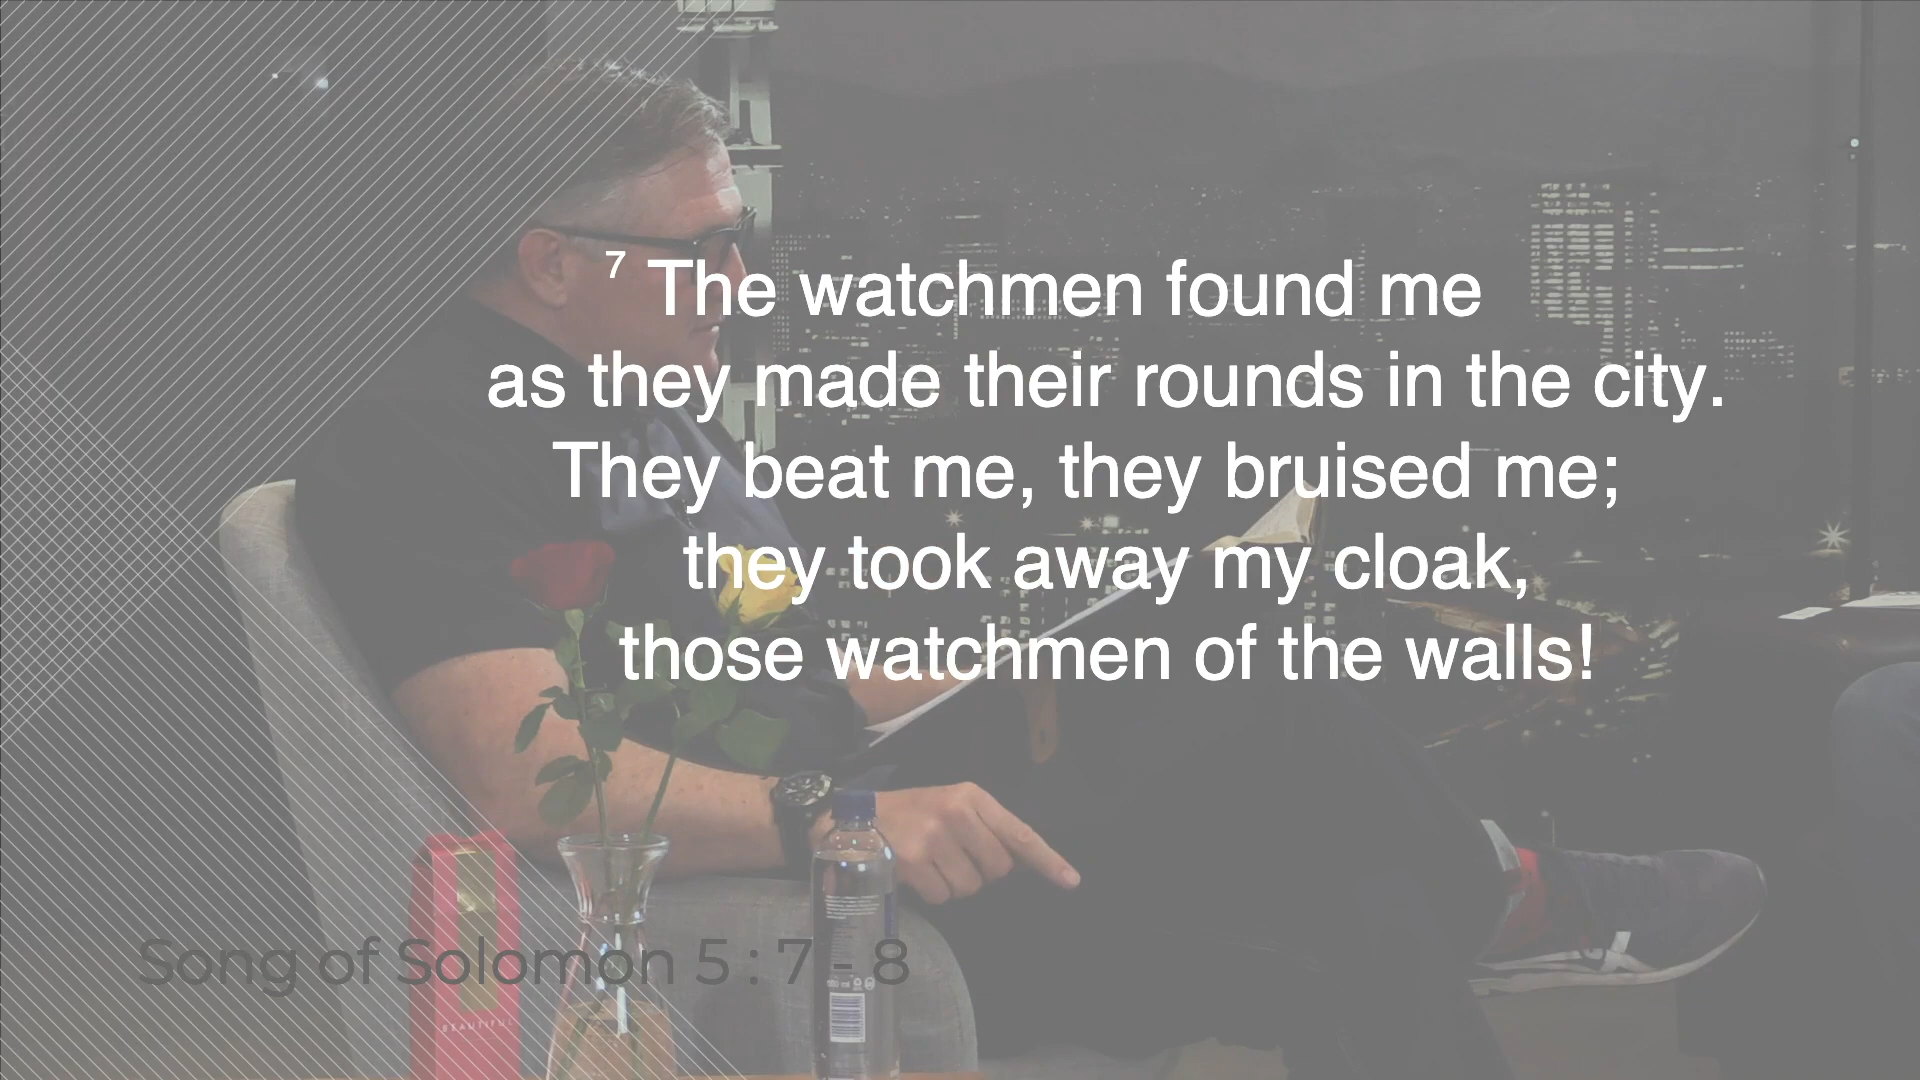 7 The watchmen found me
as they made their rounds in the city.
They beat me, they bruised me;
they took away my cloak,
those watchmen of the walls!
Song of Solomon 5 : 7 - 8
BEAUTIFUL